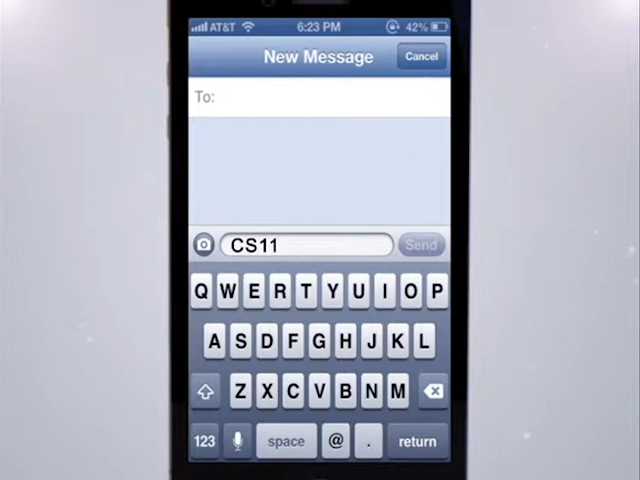 AT&T 6:23 PM 42%
New Message Cancel
To:
CS11 Send
Q W E R T Y U I O P
A S D F G H J K L
Z X C V B N M
123 space @ . return